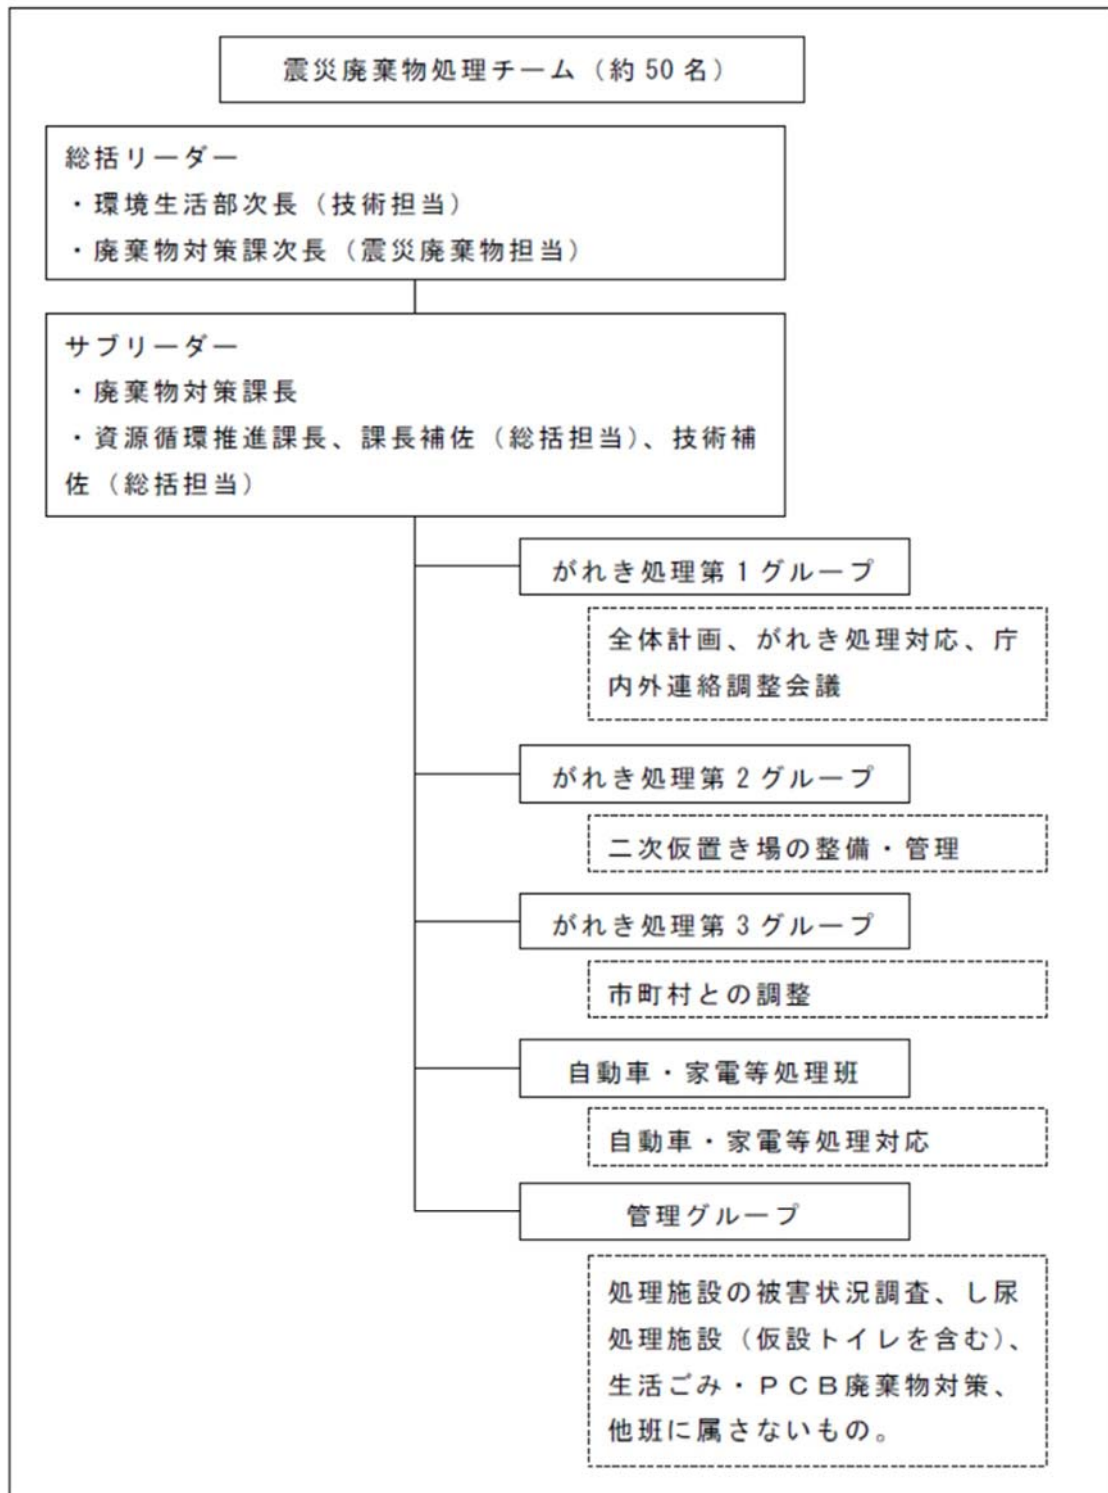 震災廃棄物処理チーム（約50名）
総括リーダー
・環境生活部次長（技術担当）
・廃棄物対策課次長（震災廃棄物担当）
サブリーダー
・廃棄物対策課長
・資源循環推進課長、課長補佐（総括担当）、技術補
佐（総括担当）
がれき処理第1グループ
全体計画、がれき処理対応、庁
内外連絡調整会議
がれき処理第2グループ
二次仮置き場の整備・管理
がれき処理第3グループ
市町村との調整
自動車・家電等処理班
自動車・家電等処理対応
管理グループ
処理施設の被害状況調査、し尿
処理施設（仮設トイレを含む）、
生活ごみ・ＰＣＢ廃棄物対策、
他班に属さないもの。